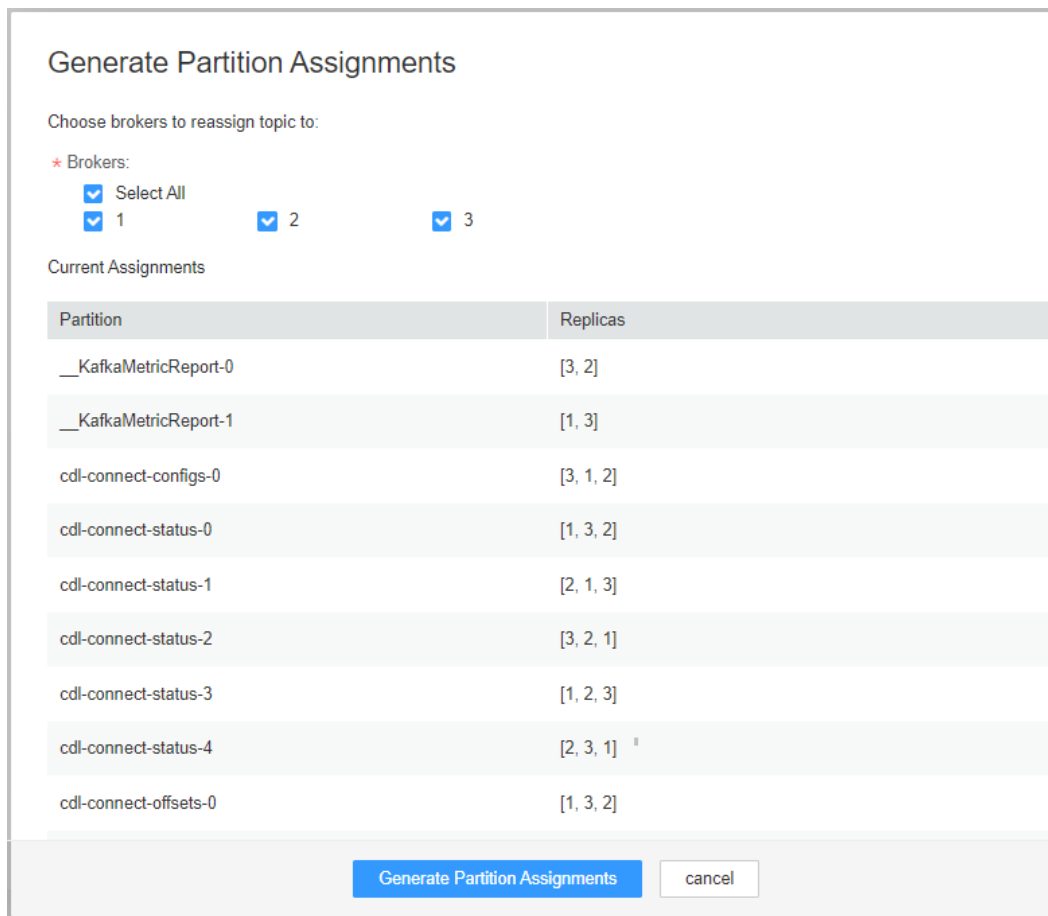 Generate Partition Assignments
Choose brokers to reassign topic to:
* Brokers:
Select All
1 2 3
Current Assignments
Partition Replicas
__KafkaMetricReport-0 [3, 2]
__KafkaMetricReport-1 [1, 3]
cdl-connect-configs-0 [3, 1, 2]
cdl-connect-status-0 [1, 3, 2]
cdl-connect-status-1 [2, 1, 3]
cdl-connect-status-2 [3, 2, 1]
cdl-connect-status-3 [1, 2, 3]
cdl-connect-status-4 [2, 3, 1]
cdl-connect-offsets-0 [1, 3, 2]
Generate Partition Assignments cancel